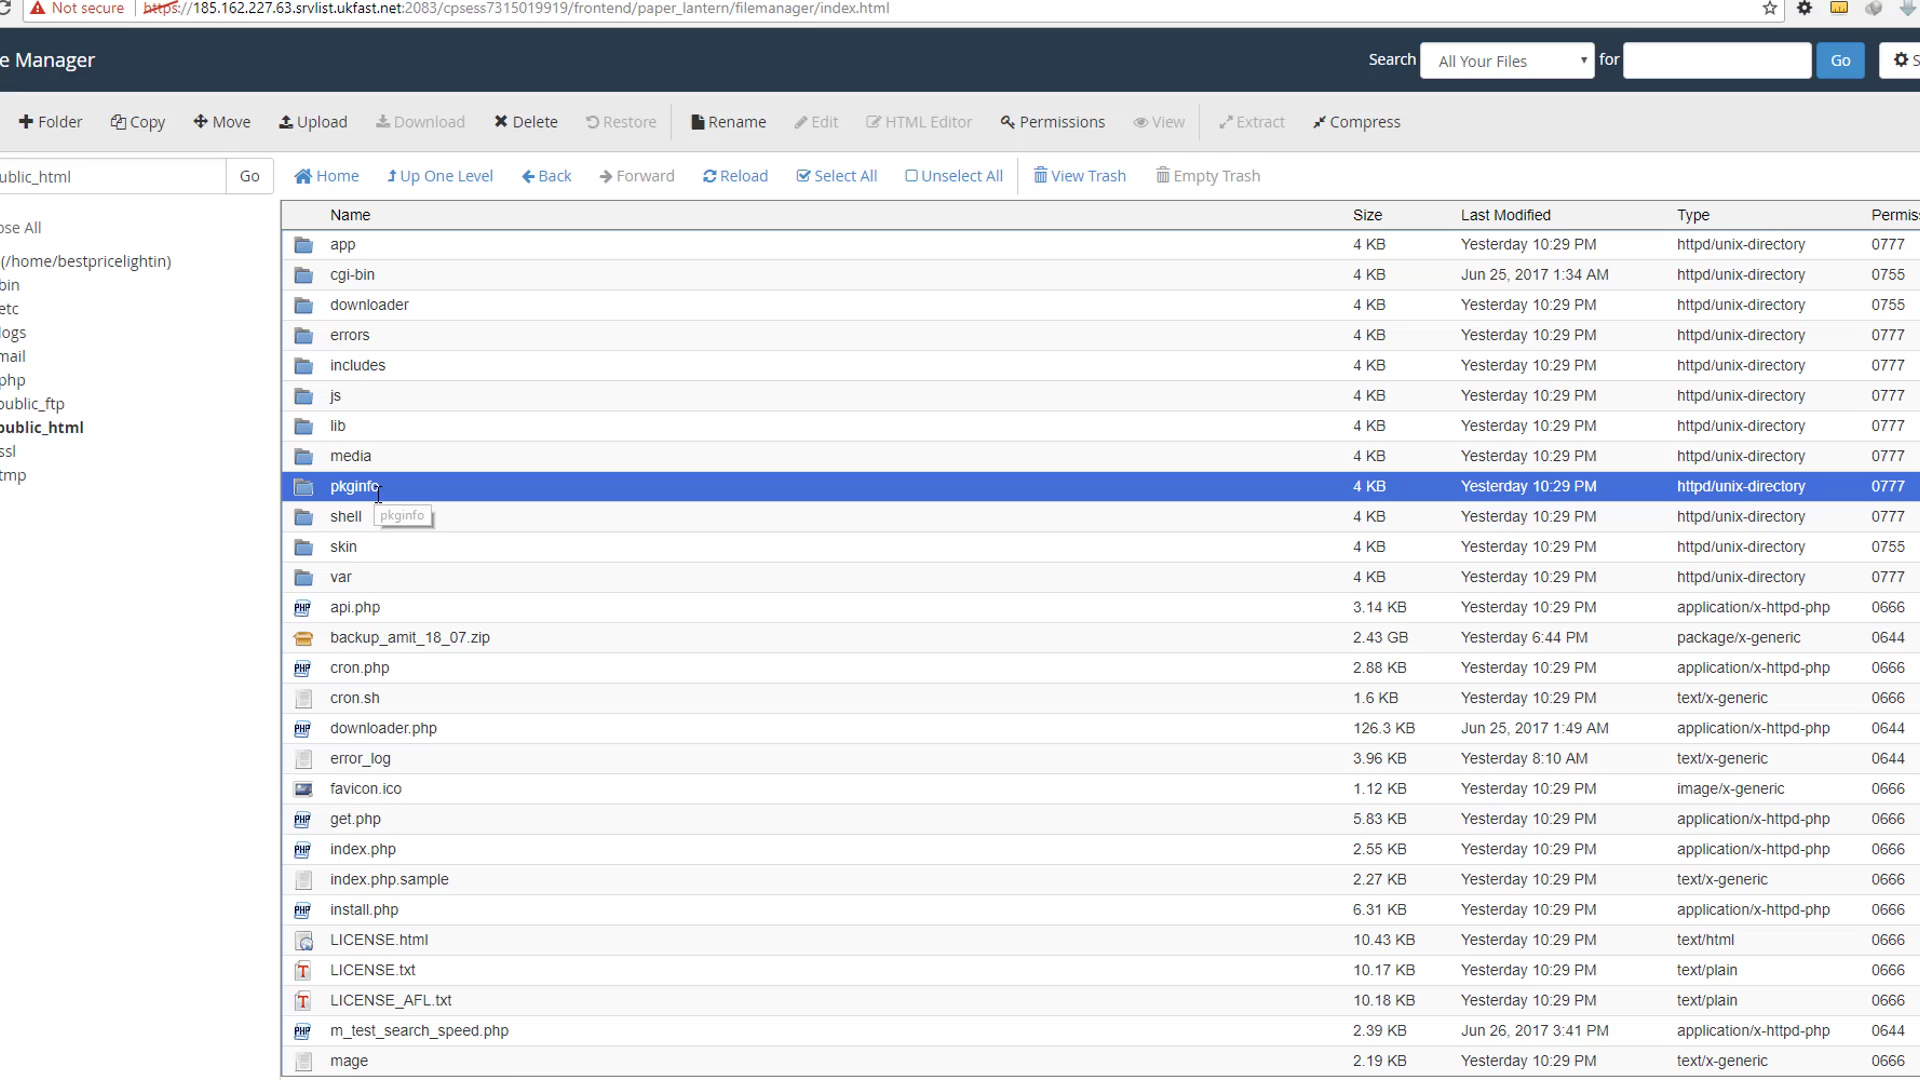 Not secure https://185.162.227.63.srvlist.ukfast.net:2083/cpsess7315019919/frontend/paper_lantern/filemanager/index.html
e Manager Search All Your Files for Go S
Folder Copy Move Upload Download Delete Restore Rename Edit HTML Editor Permissions View Extract Compress
ublic_html Go Home Up One Level Back Forward Reload Select All Unselect All View Trash Empty Trash
pse All
(/home/bestpricelightin)
bin
etc
logs
mail
php
public_ftp
public_html
ssl
tmp
Name Size Last Modified Type Permis
app 4 KB Yesterday 10:29 PM httpd/unix-directory 0777
cgi-bin 4 KB Jun 25, 2017 1:34 AM httpd/unix-directory 0755
downloader 4 KB Yesterday 10:29 PM httpd/unix-directory 0755
errors 4 KB Yesterday 10:29 PM httpd/unix-directory 0777
includes 4 KB Yesterday 10:29 PM httpd/unix-directory 0777
js 4 KB Yesterday 10:29 PM httpd/unix-directory 0777
lib 4 KB Yesterday 10:29 PM httpd/unix-directory 0777
media 4 KB Yesterday 10:29 PM httpd/unix-directory 0777
pkginfo 4 KB Yesterday 10:29 PM httpd/unix-directory 0777
shell pkginfo 4 KB Yesterday 10:29 PM httpd/unix-directory 0777
skin 4 KB Yesterday 10:29 PM httpd/unix-directory 0755
var 4 KB Yesterday 10:29 PM httpd/unix-directory 0777
api.php 3.14 KB Yesterday 10:29 PM application/x-httpd-php 0666
backup_amit_18_07.zip 2.43 GB Yesterday 6:44 PM package/x-generic 0644
cron.php 2.88 KB Yesterday 10:29 PM application/x-httpd-php 0666
cron.sh 1.6 KB Yesterday 10:29 PM text/x-generic 0666
downloader.php 126.3 KB Jun 25, 2017 1:49 AM application/x-httpd-php 0644
error_log 3.96 KB Yesterday 8:10 AM text/x-generic 0644
favicon.ico 1.12 KB Yesterday 10:29 PM image/x-generic 0666
get.php 5.83 KB Yesterday 10:29 PM application/x-httpd-php 0666
index.php 2.55 KB Yesterday 10:29 PM application/x-httpd-php 0666
index.php.sample 2.27 KB Yesterday 10:29 PM text/x-generic 0666
install.php 6.31 KB Yesterday 10:29 PM application/x-httpd-php 0666
LICENSE.html 10.43 KB Yesterday 10:29 PM text/html 0666
LICENSE.txt 10.17 KB Yesterday 10:29 PM text/plain 0666
LICENSE_AFL.txt 10.18 KB Yesterday 10:29 PM text/plain 0666
m_test_search_speed.php 2.39 KB Jun 26, 2017 3:41 PM application/x-httpd-php 0644
mage 2.19 KB Yesterday 10:29 PM text/x-generic 0666